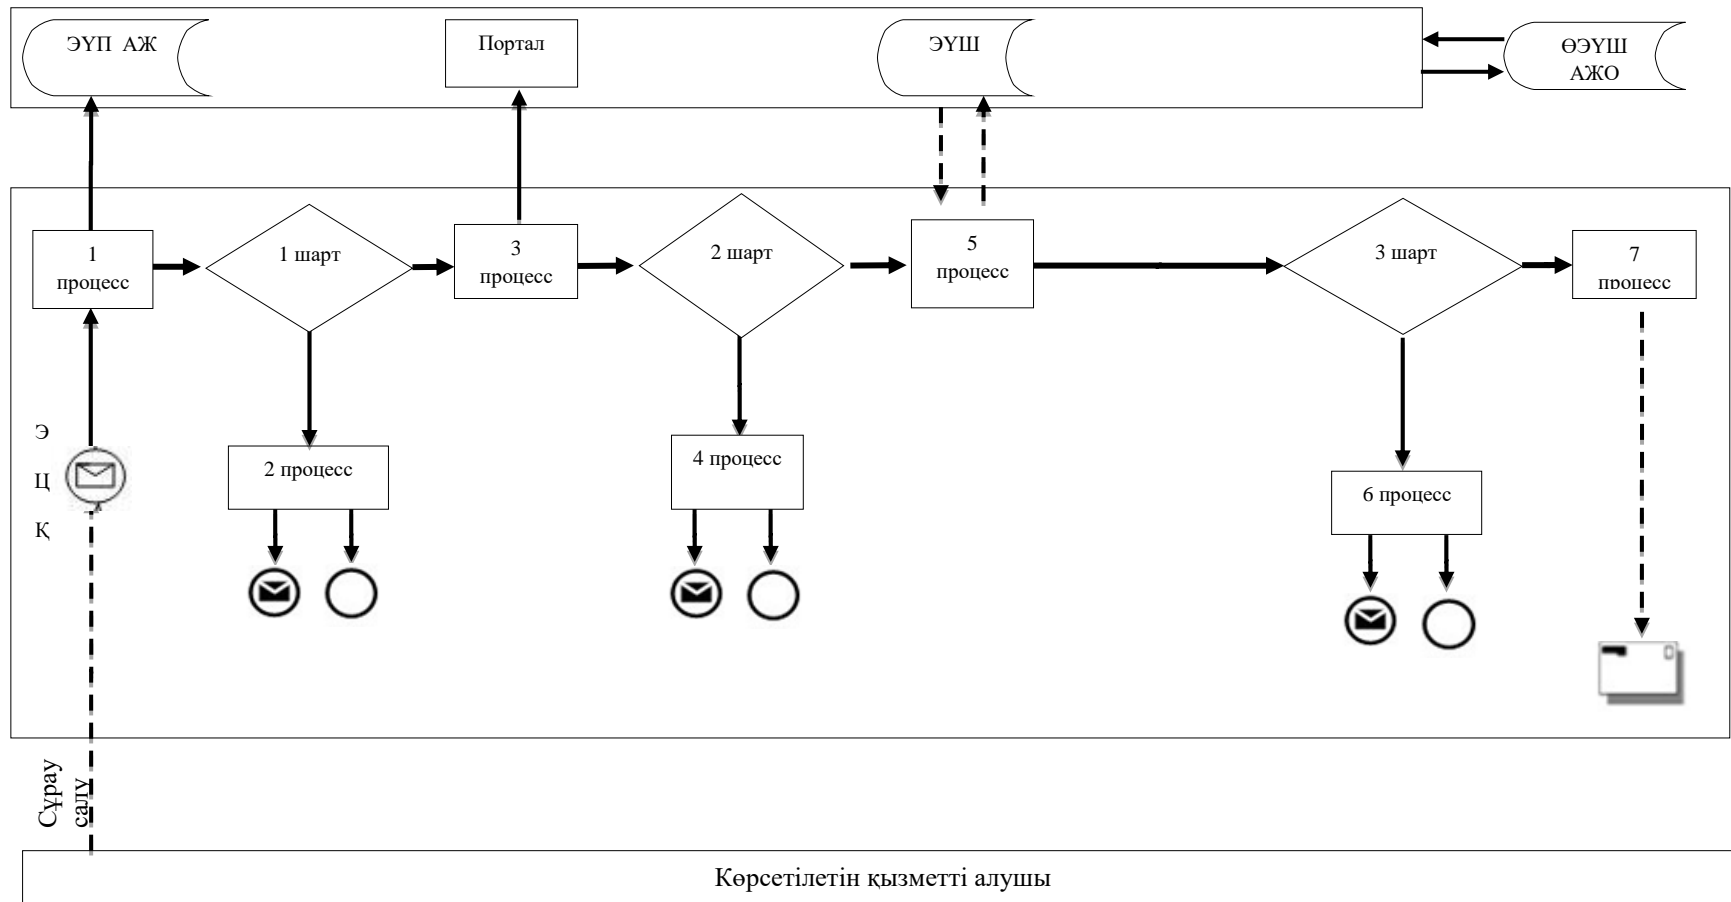 ЭҮП АЖ
Портал
ЭҮШ
ӨЭҮШ
АЖО
1
процесс
1 шарт
3
процесс
2 шарт
5
процесс
3 шарт
7
процесс
Э
Ц
Қ
2 процесс
4 процесс
6 процесс
Сұрау
салу
Көрсетілетін қызметті алушы